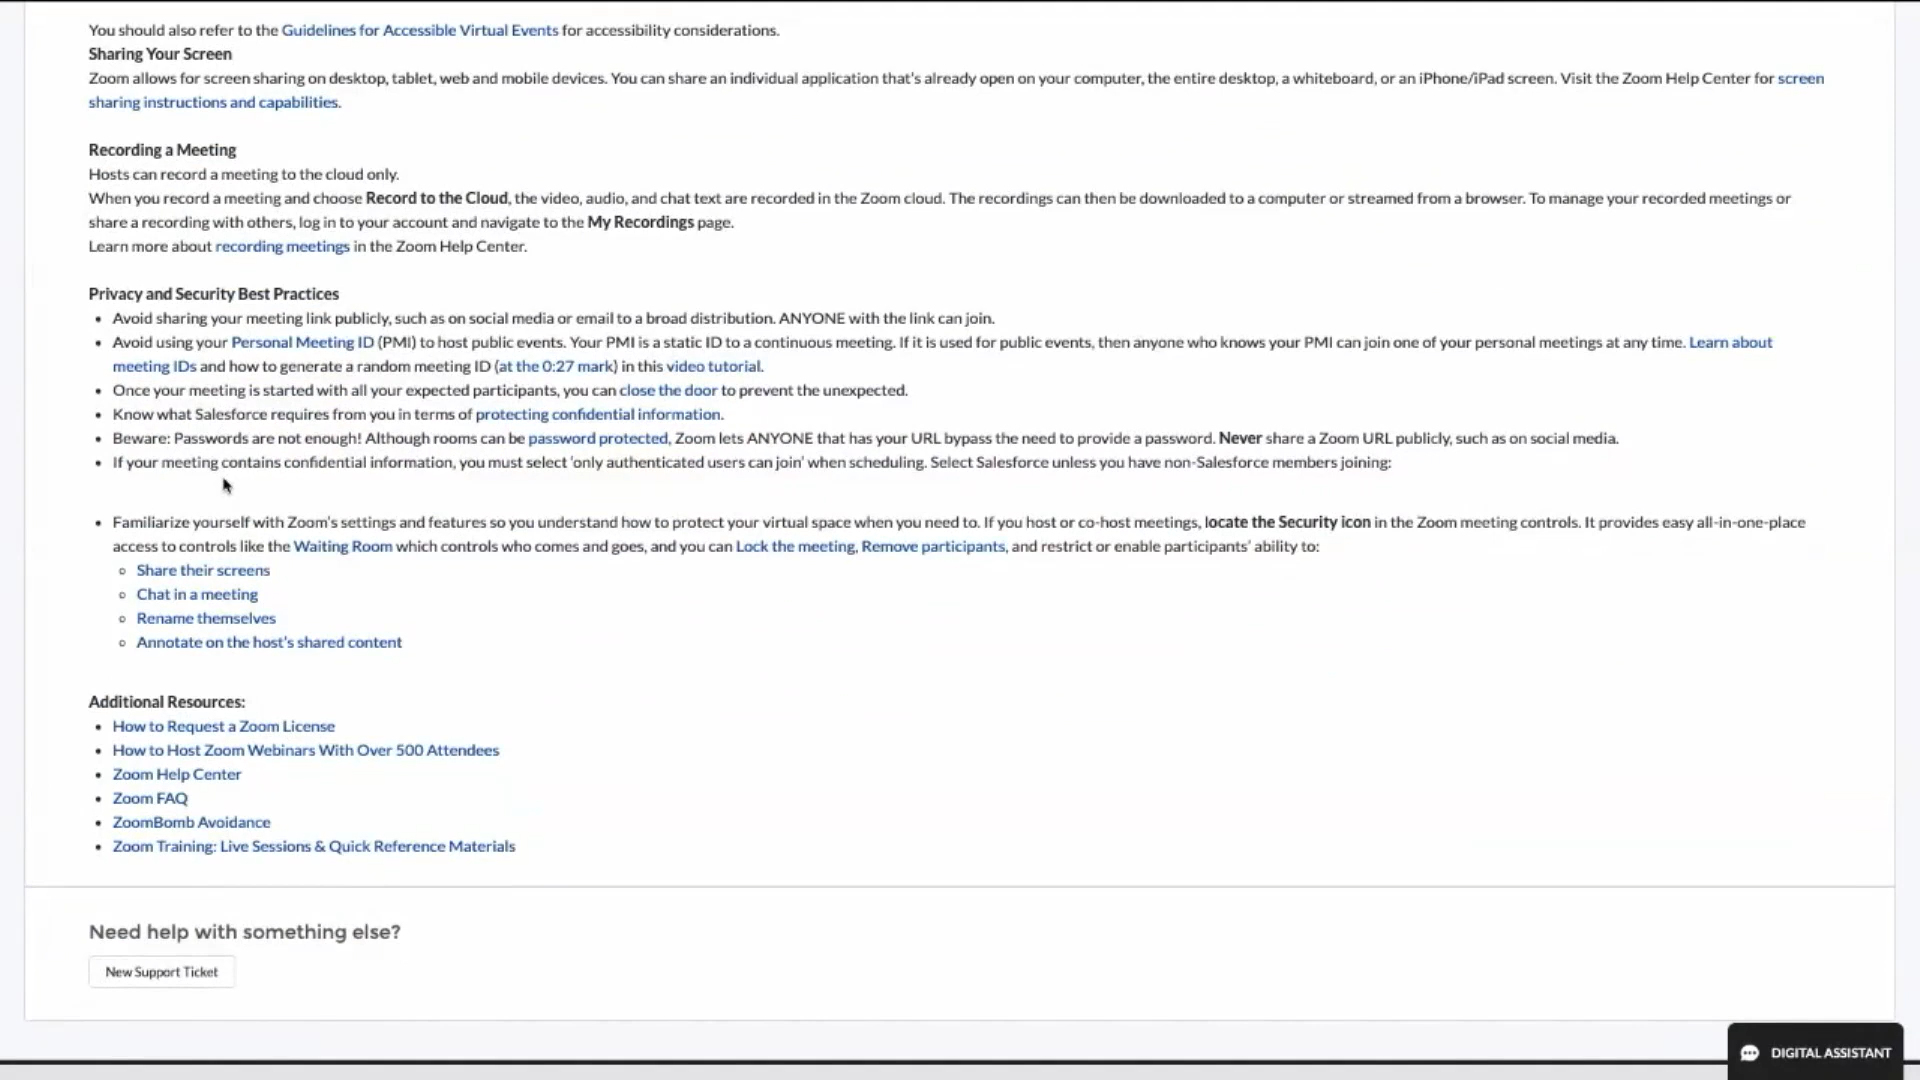 You should also refer to the Guidelines for Accessible Virtual Events for accessibility considerations.
Sharing Your Screen
Zoom allows for screen sharing on desktop, tablet, web and mobile devices. You can share an individual application that's already open on your computer, the entire desktop, a whiteboard, or an iPhone/iPad screen. Visit the Zoom Help Center for screen
sharing instructions and capabilities.
Recording a Meeting
Hosts can record a meeting to the cloud only.
When you record a meeting and choose Record to the Cloud, the video, audio, and chat text are recorded in the Zoom cloud. The recordings can then be downloaded to a computer or streamed from a browser. To manage your recorded meetings or
share a recording with others, log in to your account and navigate to the My Recordings page.
Learn more about recording meetings in the Zoom Help Center.
Privacy and Security Best Practices
• Avoid sharing your meeting link publicly, such as on social media or email to a broad distribution. ANYONE with the link can join.
• Avoid using your Personal Meeting ID (PMI) to host public events. Your PMI is a static ID to a continuous meeting. If it is used for public events, then anyone who knows your PMI can join one of your personal meetings at any time. Learn about
meeting IDs and how to generate a random meeting ID (at the 0:27 mark) in this video tutorial.
• Once your meeting is started with all your expected participants, you can close the door to prevent the unexpected.
• Know what Salesforce requires from you in terms of protecting confidential information.
• Beware: Passwords are not enough! Although rooms can be password protected, Zoom lets ANYONE that has your URL bypass the need to provide a password. Never share a Zoom URL publicly, such as on social media.
• If your meeting contains confidential information, you must select 'only authenticated users can join' when scheduling. Select Salesforce unless you have non-Salesforce members joining:
• Familiarize yourself with Zoom's settings and features so you understand how to protect your virtual space when you need to. If you host or co-host meetings, locate the Security icon in the Zoom meeting controls. It provides easy all-in-one-place
access to controls like the Waiting Room which controls who comes and goes, and you can Lock the meeting, Remove participants, and restrict or enable participants' ability to:
◦ Share their screens
◦ Chat in a meeting
◦ Rename themselves
◦ Annotate on the host's shared content
Additional Resources:
• How to Request a Zoom License
• How to Host Zoom Webinars With Over 500 Attendees
• Zoom Help Center
• Zoom FAQ
• ZoomBomb Avoidance
• Zoom Training: Live Sessions & Quick Reference Materials
Need help with something else?
New Support Ticket
DIGITAL ASSISTANT